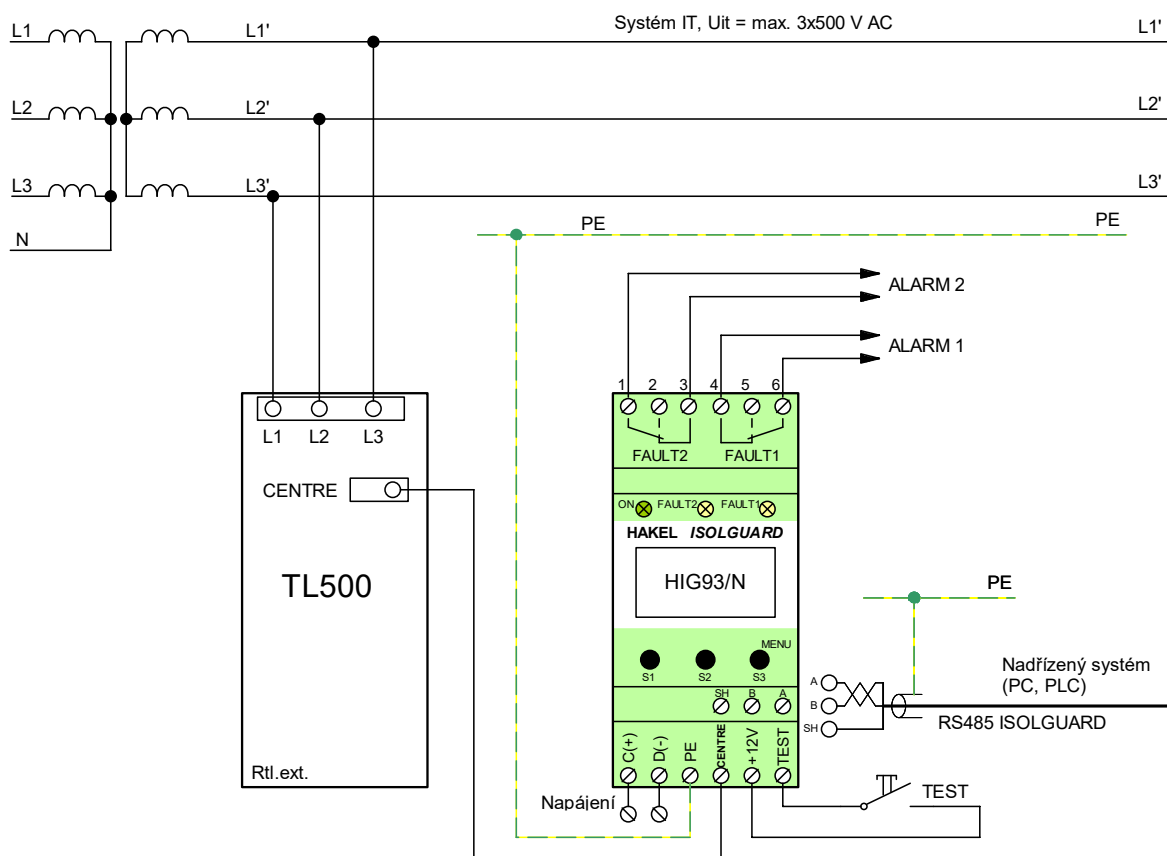 L1
L1'
Systém IT, Uit = max. 3x500 V AC
L1'
L2
L2'
L2'
L3
L3'
L3'
N
PE
PE
ALARM 2
ALARM 1
1 2 3 4 5 6
L1 L2 L3
FAULT2 FAULT1
CENTRE
ON FAULT2 FAULT1
HAKEL ISOLGUARD
TL500
HIG93/N
PE
MENU
S1 S2 S3
Nadřízený systém
(PC, PLC)
A
B
SH
SH B A
RS485 ISOLGUARD
C(+) D(-) PE CENTRE +12V TEST
Rtl.ext.
Napájení
TEST